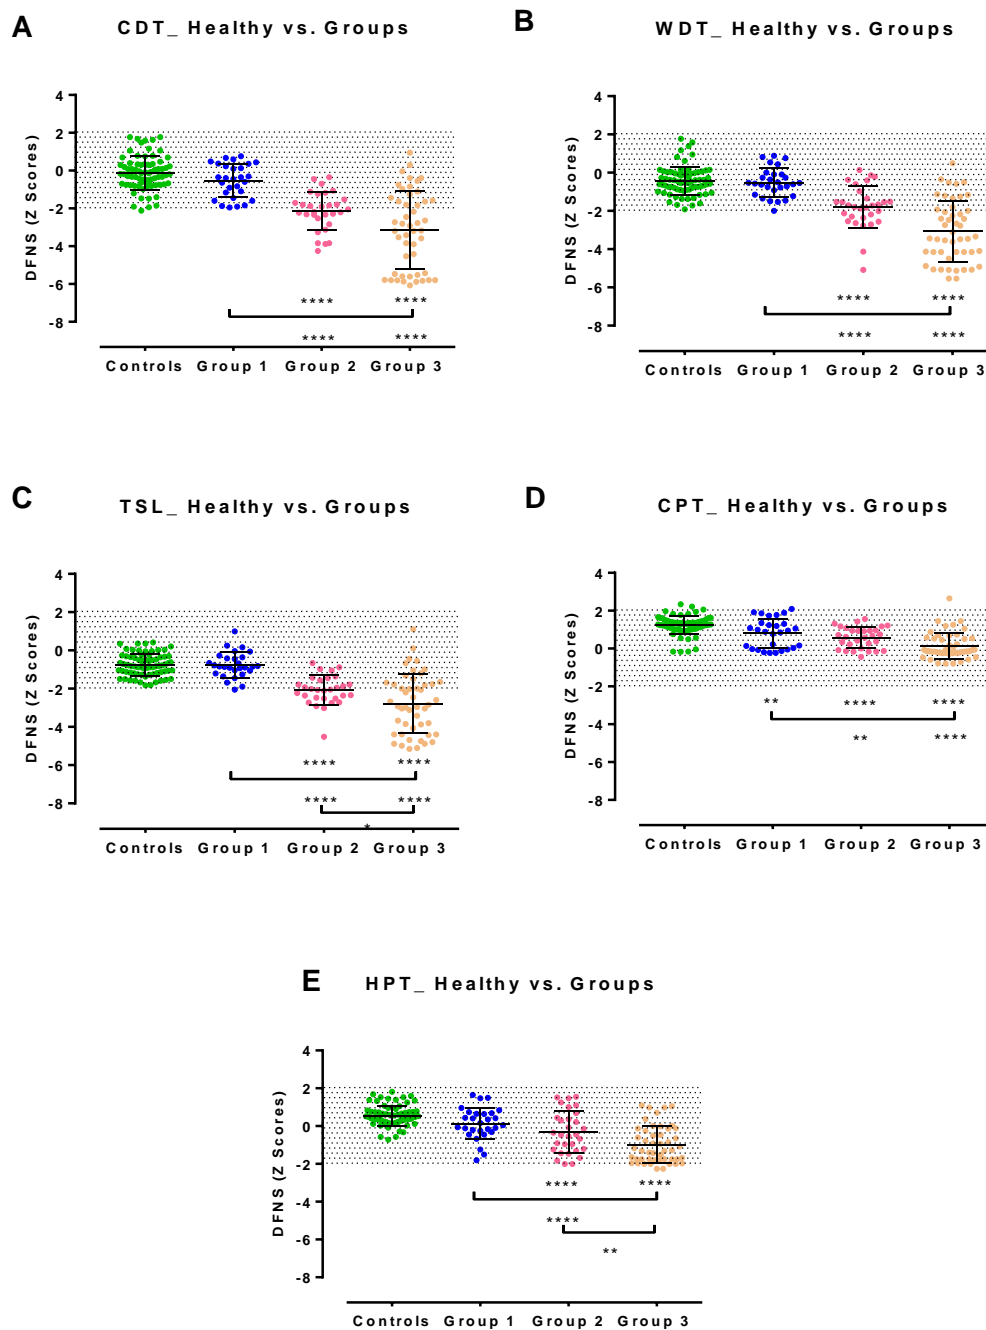 A
CDT_ Healthy vs. Groups
DFNS (Z Scores)
4
2
0
-2
-4
-6
-8
**** ****
**** ****
Controls Group 1 Group 2 Group 3
B
WDT_ Healthy vs. Groups
DFNS (Z Scores)
4
2
0
-2
-4
-6
-8
**** ****
**** ****
Controls Group 1 Group 2 Group 3
C
TSL_ Healthy vs. Groups
DFNS (Z Scores)
4
2
0
-2
-4
-6
-8
**** ****
**** ****
*
Controls Group 1 Group 2 Group 3
D
CPT_ Healthy vs. Groups
DFNS (Z Scores)
4
2
0
-2
-4
-6
-8
** **** ****
** ****
Controls Group 1 Group 2 Group 3
E
HPT_ Healthy vs. Groups
DFNS (Z Scores)
4
2
0
-2
-4
-6
-8
**** ****
****
**
Controls Group 1 Group 2 Group 3